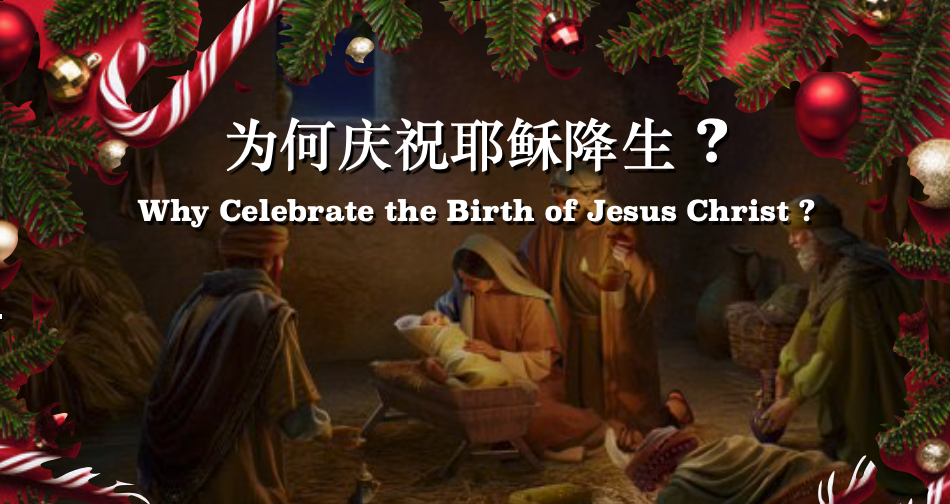 为何庆祝耶稣降生？
Why Celebrate the Birth of Jesus Christ ?